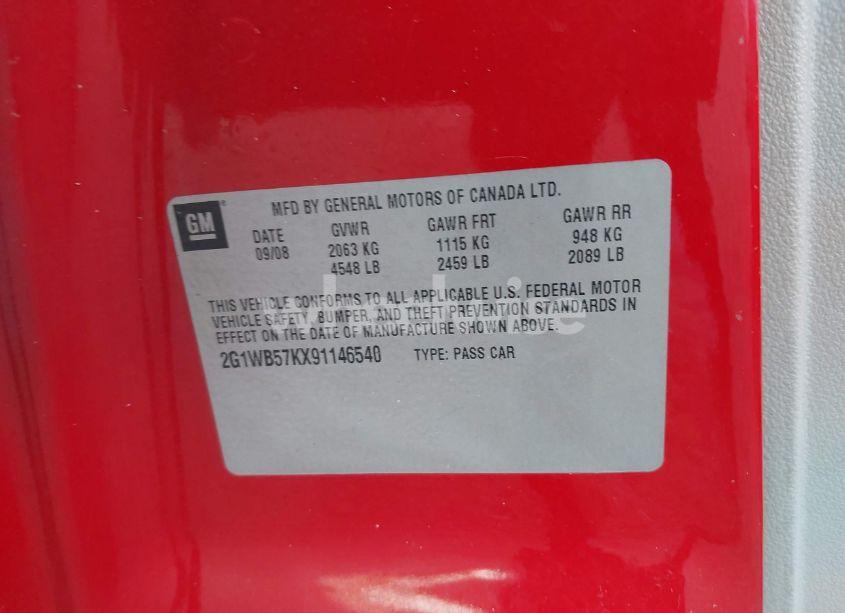 GM
MFD BY GENERAL MOTORS OF CANADA LTD.
DATE GVWR GAWR FRT GAWR RR
09/08 2063 KG 1115 KG 948 KG
4548 LB 2459 LB 2089 LB
THIS VEHICLE CONFORMS TO ALL APPLICABLE U.S. FEDERAL MOTOR
VEHICLE SAFETY, BUMPER, AND THEFT PREVENTION STANDARDS IN
EFFECT ON THE DATE OF MANUFACTURE SHOWN ABOVE.
2G1WB57KX91146540 TYPE: PASS CAR